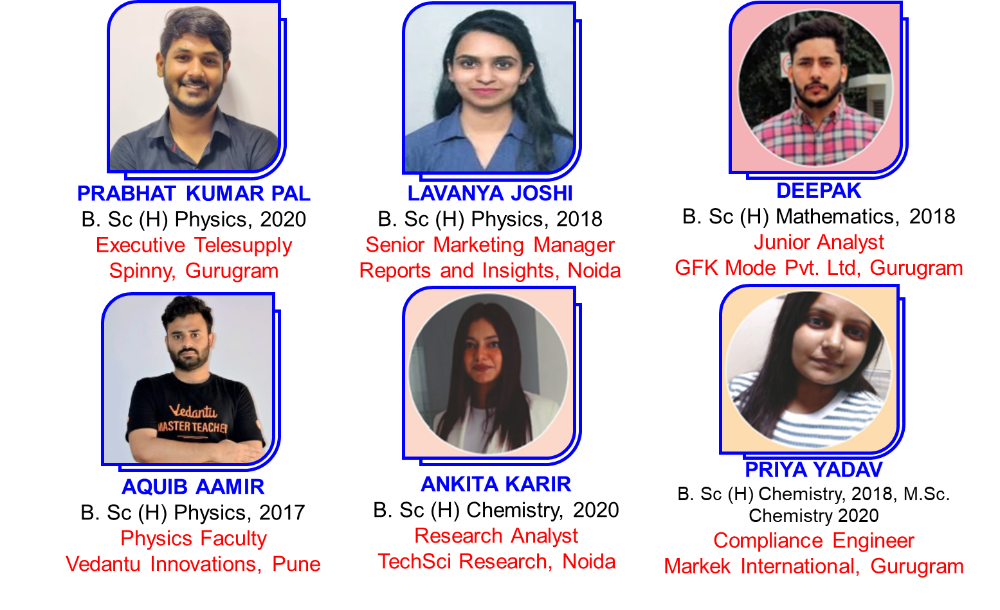 PRABHAT KUMAR PAL
B. Sc (H) Physics, 2020
Executive Telesupply
Spinny, Gurugram
LAVANYA JOSHI
B. Sc (H) Physics, 2018
Senior Marketing Manager
Reports and Insights, Noida
DEEPAK
B. Sc (H) Mathematics, 2018
Junior Analyst
GFK Mode Pvt. Ltd, Gurugram
Vedantu
MASTER TEACHER
AQUIB AAMIR
B. Sc (H) Physics, 2017
Physics Faculty
Vedantu Innovations, Pune
ANKITA KARIR
B. Sc (H) Chemistry, 2020
Research Analyst
TechSci Research, Noida
PRIYA YADAV
B. Sc (H) Chemistry, 2018, M.Sc.
Chemistry 2020
Compliance Engineer
Markek International, Gurugram